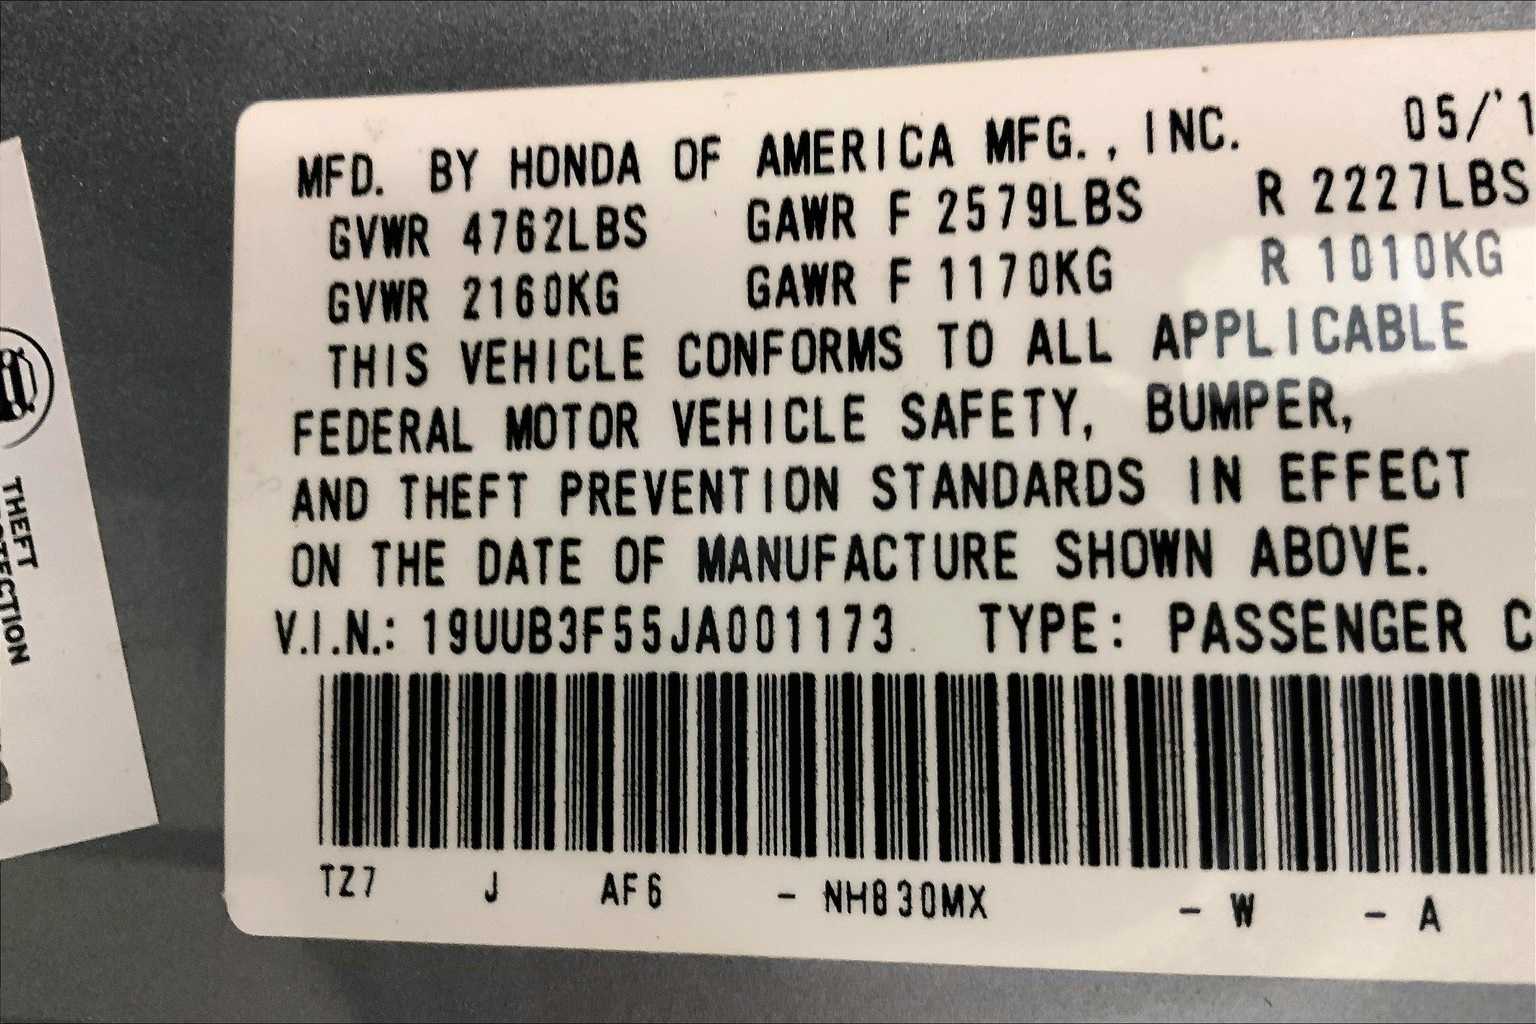 MFD. BY HONDA OF AMERICA MFG., INC. 05/'1
GVWR 4762LBS GAWR F 2579LBS R 2227LBS
GVWR 2160KG GAWR F 1170KG R 1010KG
THIS VEHICLE CONFORMS TO ALL APPLICABLE
FEDERAL MOTOR VEHICLE SAFETY, BUMPER,
AND THEFT PREVENTION STANDARDS IN EFFECT
ON THE DATE OF MANUFACTURE SHOWN ABOVE.
V.I.N.: 19UUB3F55JA001173 TYPE: PASSENGER C
TZ7 J AF6 - NH830MX - W - A
THEFT